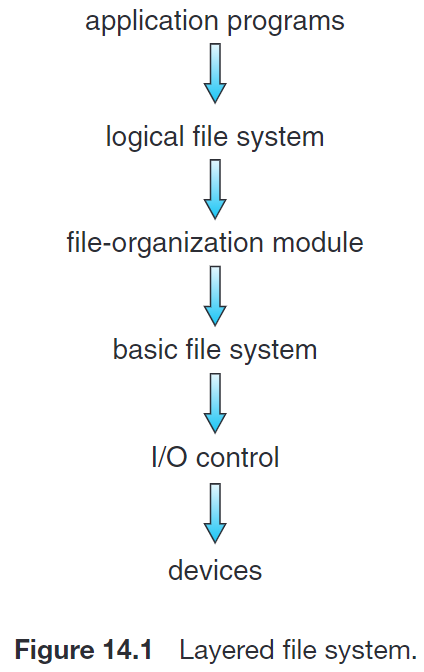 application programs
logical file system
file-organization module
basic file system
I/O control
devices
Figure 14.1 Layered file system.